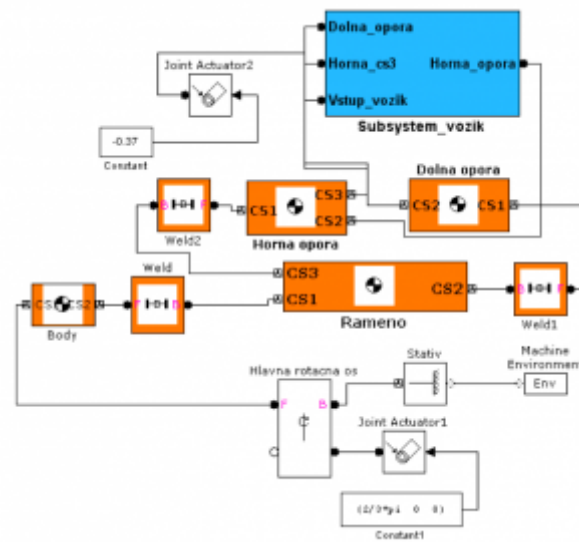 Dolna_opora
Joint Actuator2
Horna_cs3 Horna_opora
Vstup_vozik
Subsystem_vozik
-0.37
Constant
Dolna opora
CS3
B F CS1 CS2 CS1
CS2
Weld2 Horna opora
Weld CS3
CS1 CS2 F B CS1 CS2 B F
Body Rameno Weld1
Stativ Machine
Environment
Hlavna rotacna os Env
F B
Joint Actuator1
Constant1